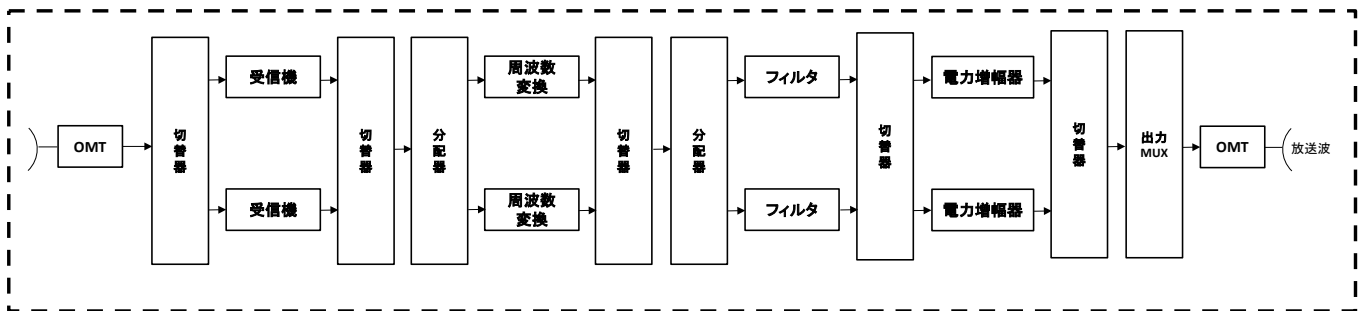 OMT
切替器
受信機
受信機
切替器
分配器
周波数
変換
周波数
変換
切替器
分配器
フィルタ
フィルタ
切替器
電力増幅器
電力増幅器
切替器
出力
MUX
OMT
放送波